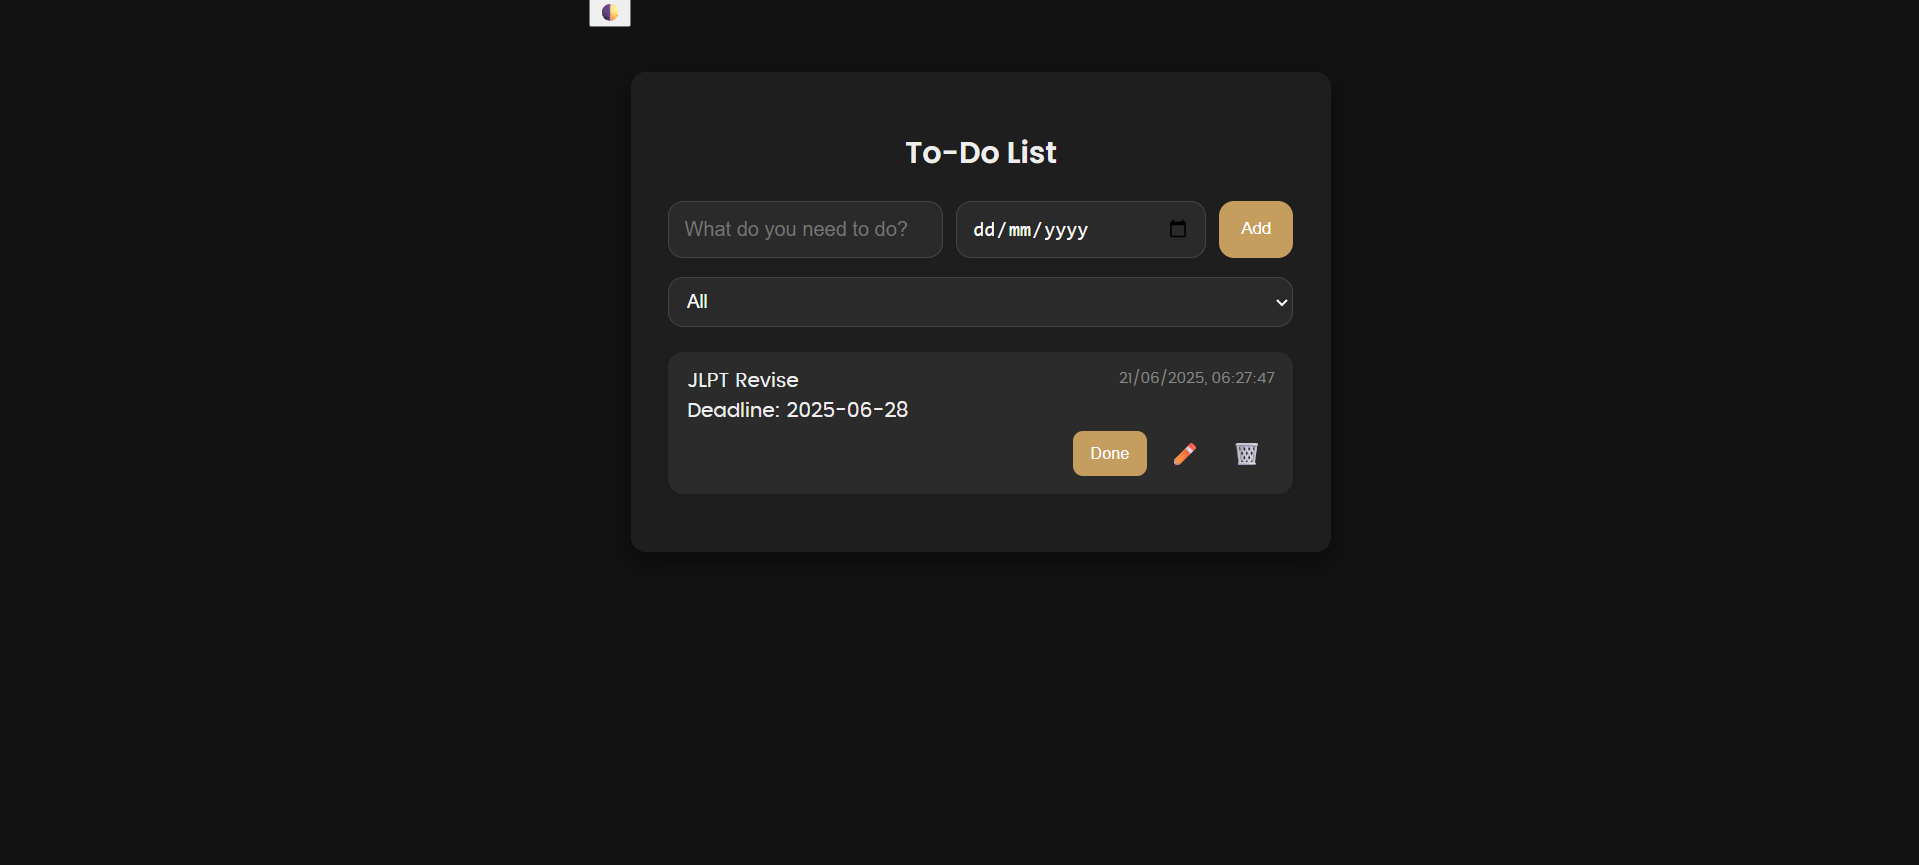 To-Do List
What do you need to do?
dd/mm/yyyy
Add
All
JLPT Revise
21/06/2025, 06:27:47
Deadline: 2025-06-28
Done